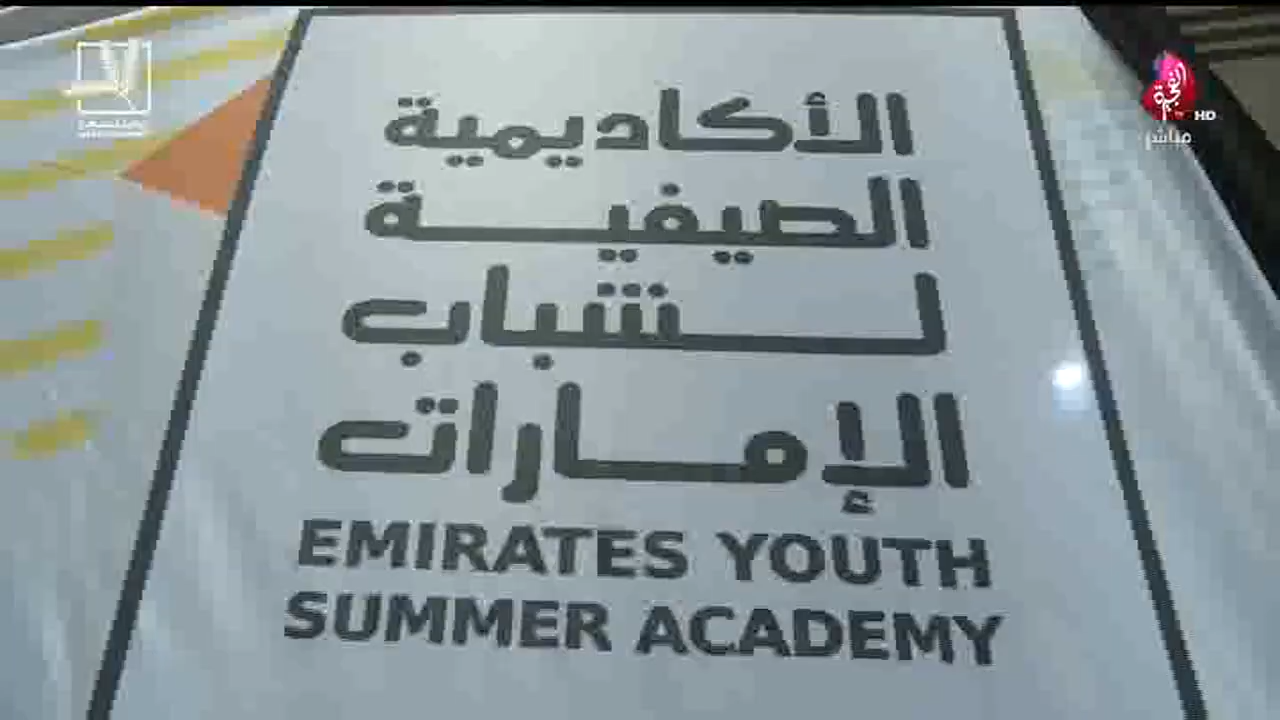 الأكاديمية
الصيفية
لشباب
الإمارات
EMIRATES YOUTH
SUMMER ACADEMY
HD
مباشر